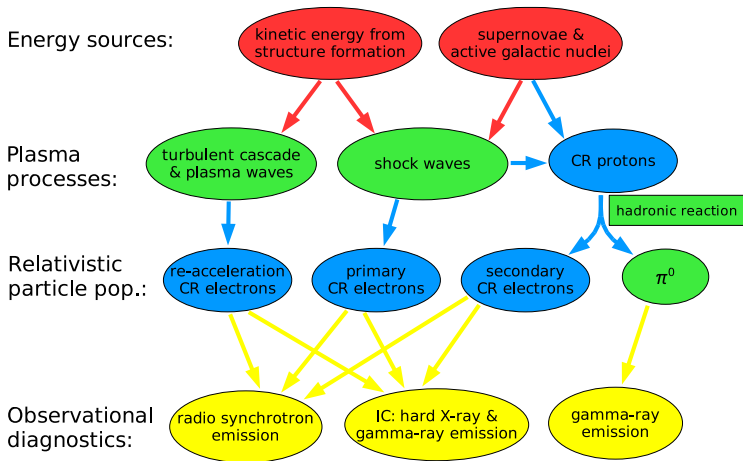 Energy sources:
kinetic energy from
structure formation
supernovae &
active galactic nuclei
Plasma
processes:
turbulent cascade
& plasma waves
shock waves
CR protons
hadronic reaction
Relativistic
particle pop.:
re-acceleration
CR electrons
primary
CR electrons
secondary
CR electrons
π⁰
Observational
diagnostics:
radio synchrotron
emission
IC: hard X-ray &
gamma-ray emission
gamma-ray
emission